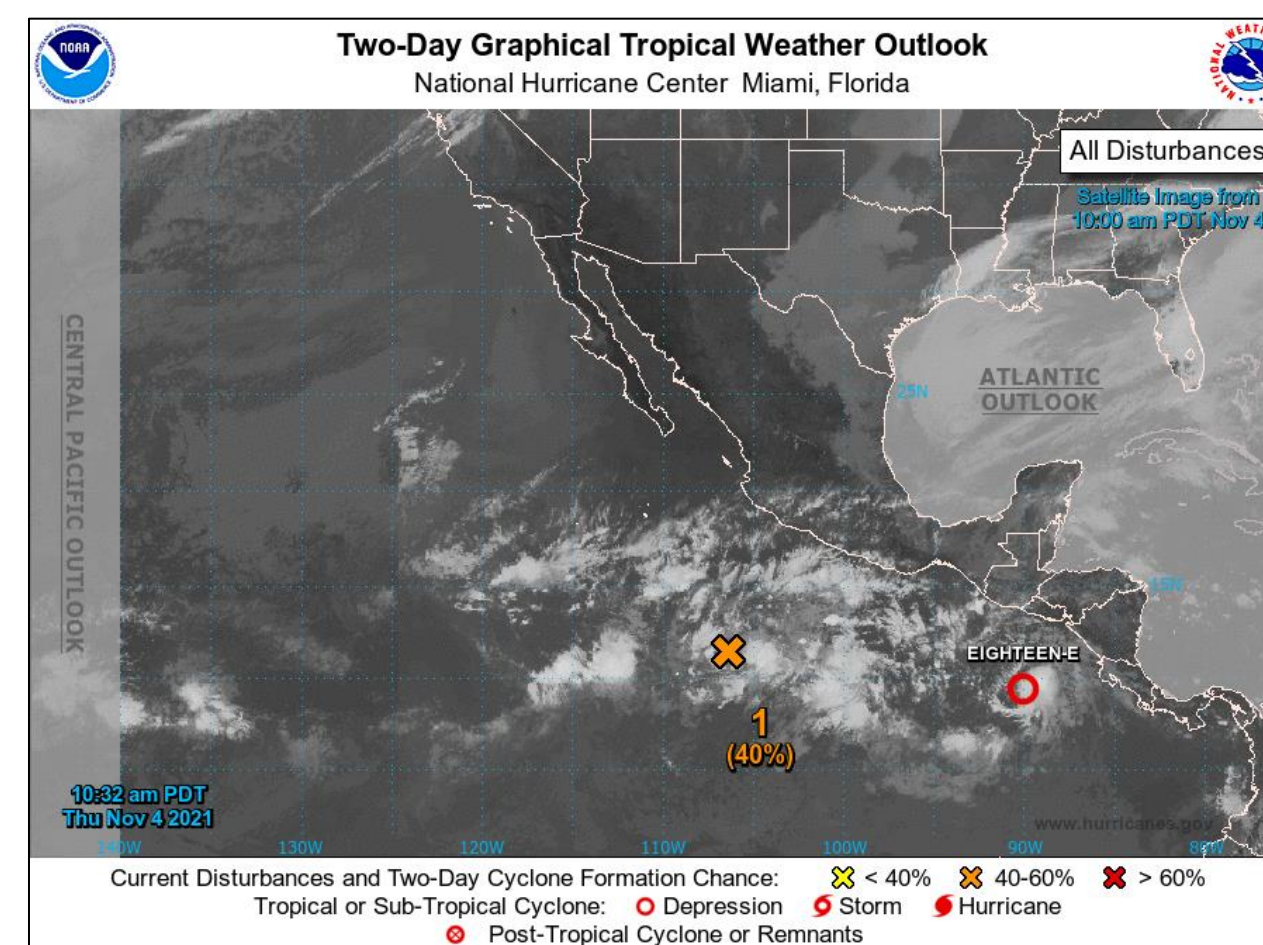 Two-Day Graphical Tropical Weather Outlook
National Hurricane Center Miami, Florida
NOAA
All Disturbances
Satellite Image from
10:00 am PDT Nov 4
CENTRAL PACIFIC OUTLOOK
ATLANTIC
OUTLOOK
25N
15N
EIGHTEEN-E
1
(40%)
10:32 am PDT
Thu Nov 4 2021
www.hurricanes.gov
140W 130W 120W 110W 100W 90W 80W
Current Disturbances and Two-Day Cyclone Formation Chance: < 40% 40-60% > 60%
Tropical or Sub-Tropical Cyclone: Depression Storm Hurricane
Post-Tropical Cyclone or Remnants